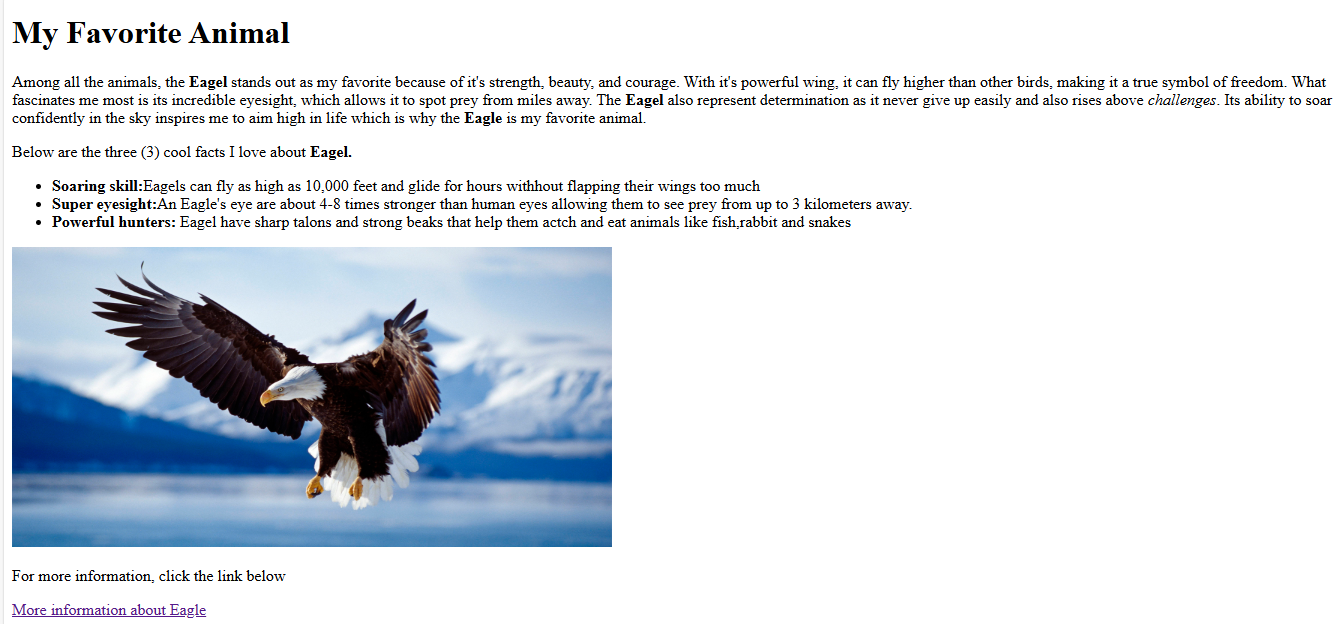 My Favorite Animal
Among all the animals, the Eagel stands out as my favorite because of it's strength, beauty, and courage. With it's powerful wing, it can fly higher than other birds, making it a true symbol of freedom. What
fascinates me most is its incredible eyesight, which allows it to spot prey from miles away. The Eagel also represent determination as it never give up easily and also rises above challenges. Its ability to soar
confidently in the sky inspires me to aim high in life which is why the Eagle is my favorite animal.
Below are the three (3) cool facts I love about Eagel.
• Soaring skill:Eagels can fly as high as 10,000 feet and glide for hours withhout flapping their wings too much
• Super eyesight:An Eagle's eye are about 4-8 times stronger than human eyes allowing them to see prey from up to 3 kilometers away.
• Powerful hunters: Eagel have sharp talons and strong beaks that help them actch and eat animals like fish,rabbit and snakes
For more information, click the link below
More information about Eagle